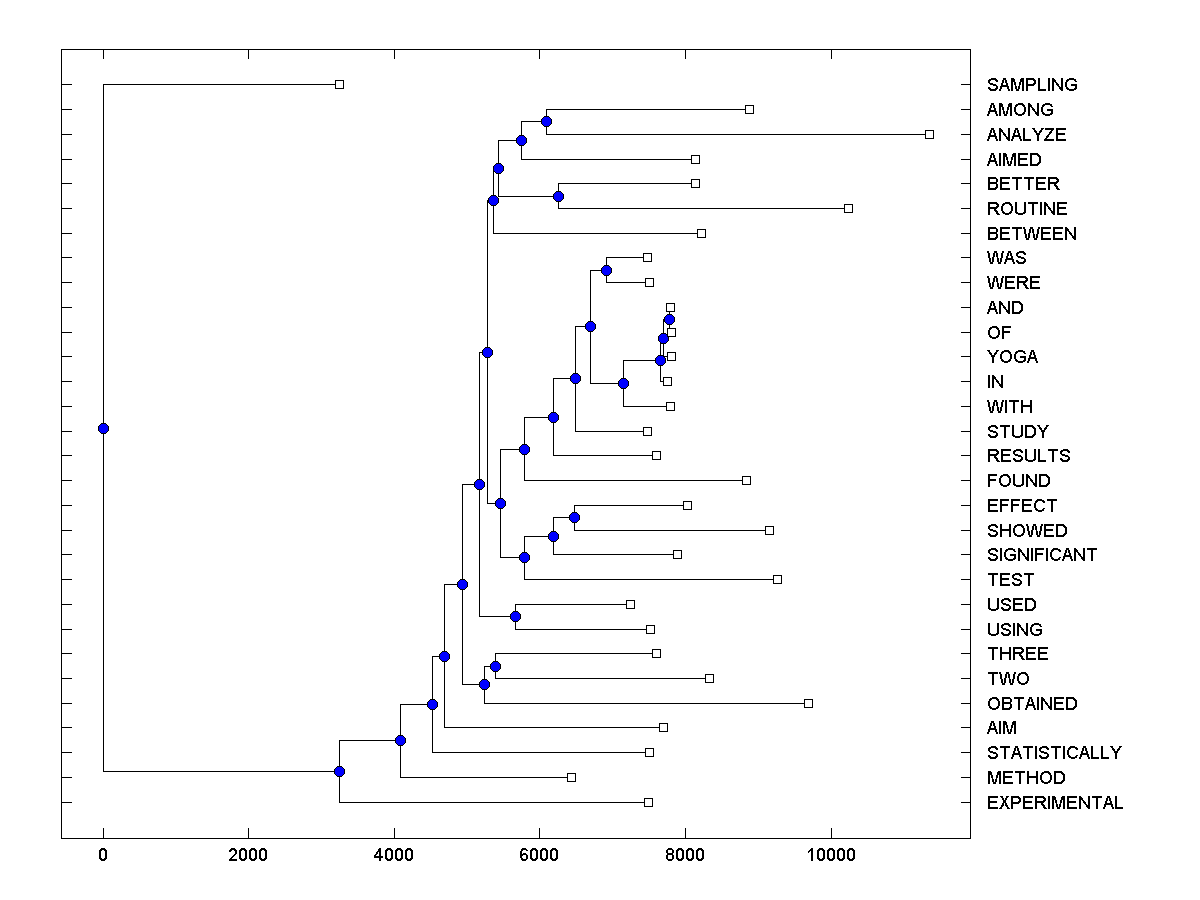 SAMPLING
AMONG
ANALYZE
AIMED
BETTER
ROUTINE
BETWEEN
WAS
WERE
AND
OF
YOGA
IN
WITH
STUDY
RESULTS
FOUND
EFFECT
SHOWED
SIGNIFICANT
TEST
USED
USING
THREE
TWO
OBTAINED
AIM
STATISTICALLY
METHOD
EXPERIMENTAL
0 2000 4000 6000 8000 10000